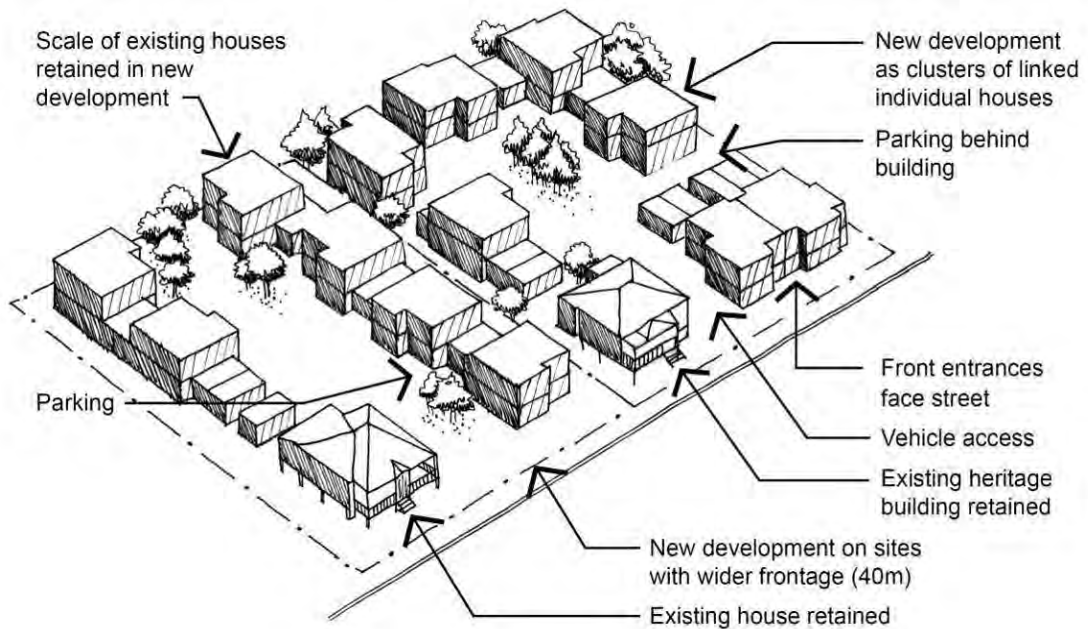 Scale of existing houses
retained in new
development
New development
as clusters of linked
individual houses
Parking behind
building
Parking
Front entrances
face street
Vehicle access
Existing heritage
building retained
New development on sites
with wider frontage (40m)
Existing house retained